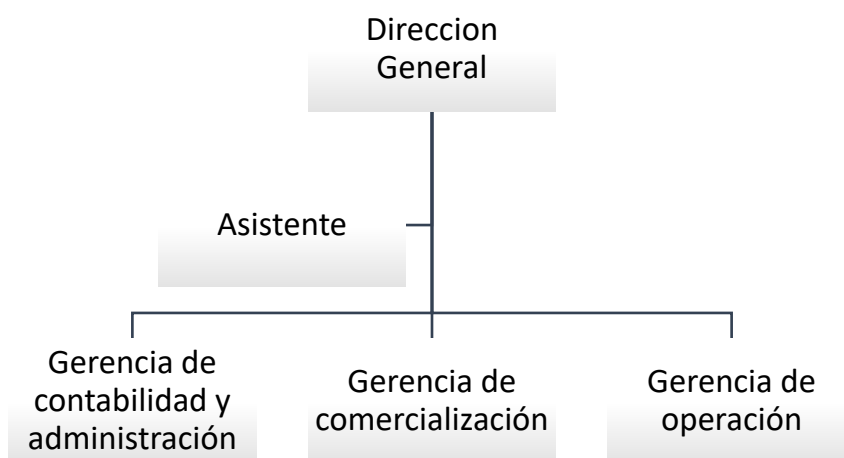 Direccion
General
Asistente
Gerencia de
contabilidad y
administración
Gerencia de
comercialización
Gerencia de
operación